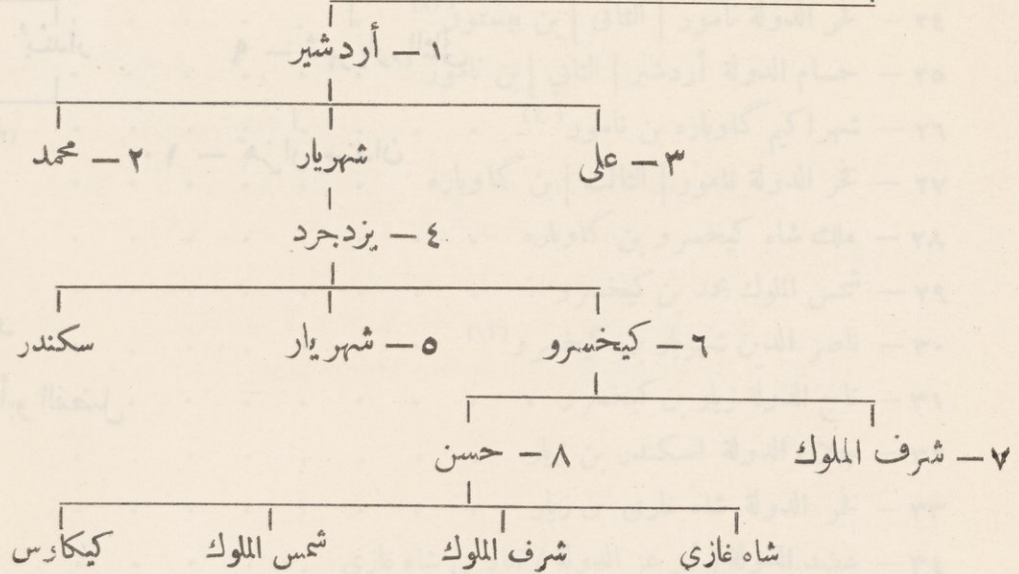 ١ – أردشير
٣ – على شهريار ٢ – محمد
٤ – يزدجرد
٦ – كيخسرو ٥ – شهريار سكندر
٧ – شرف الملوك ٨ – حسن
شاه غازي شرف الملوك شمس الملوك كيكاوس